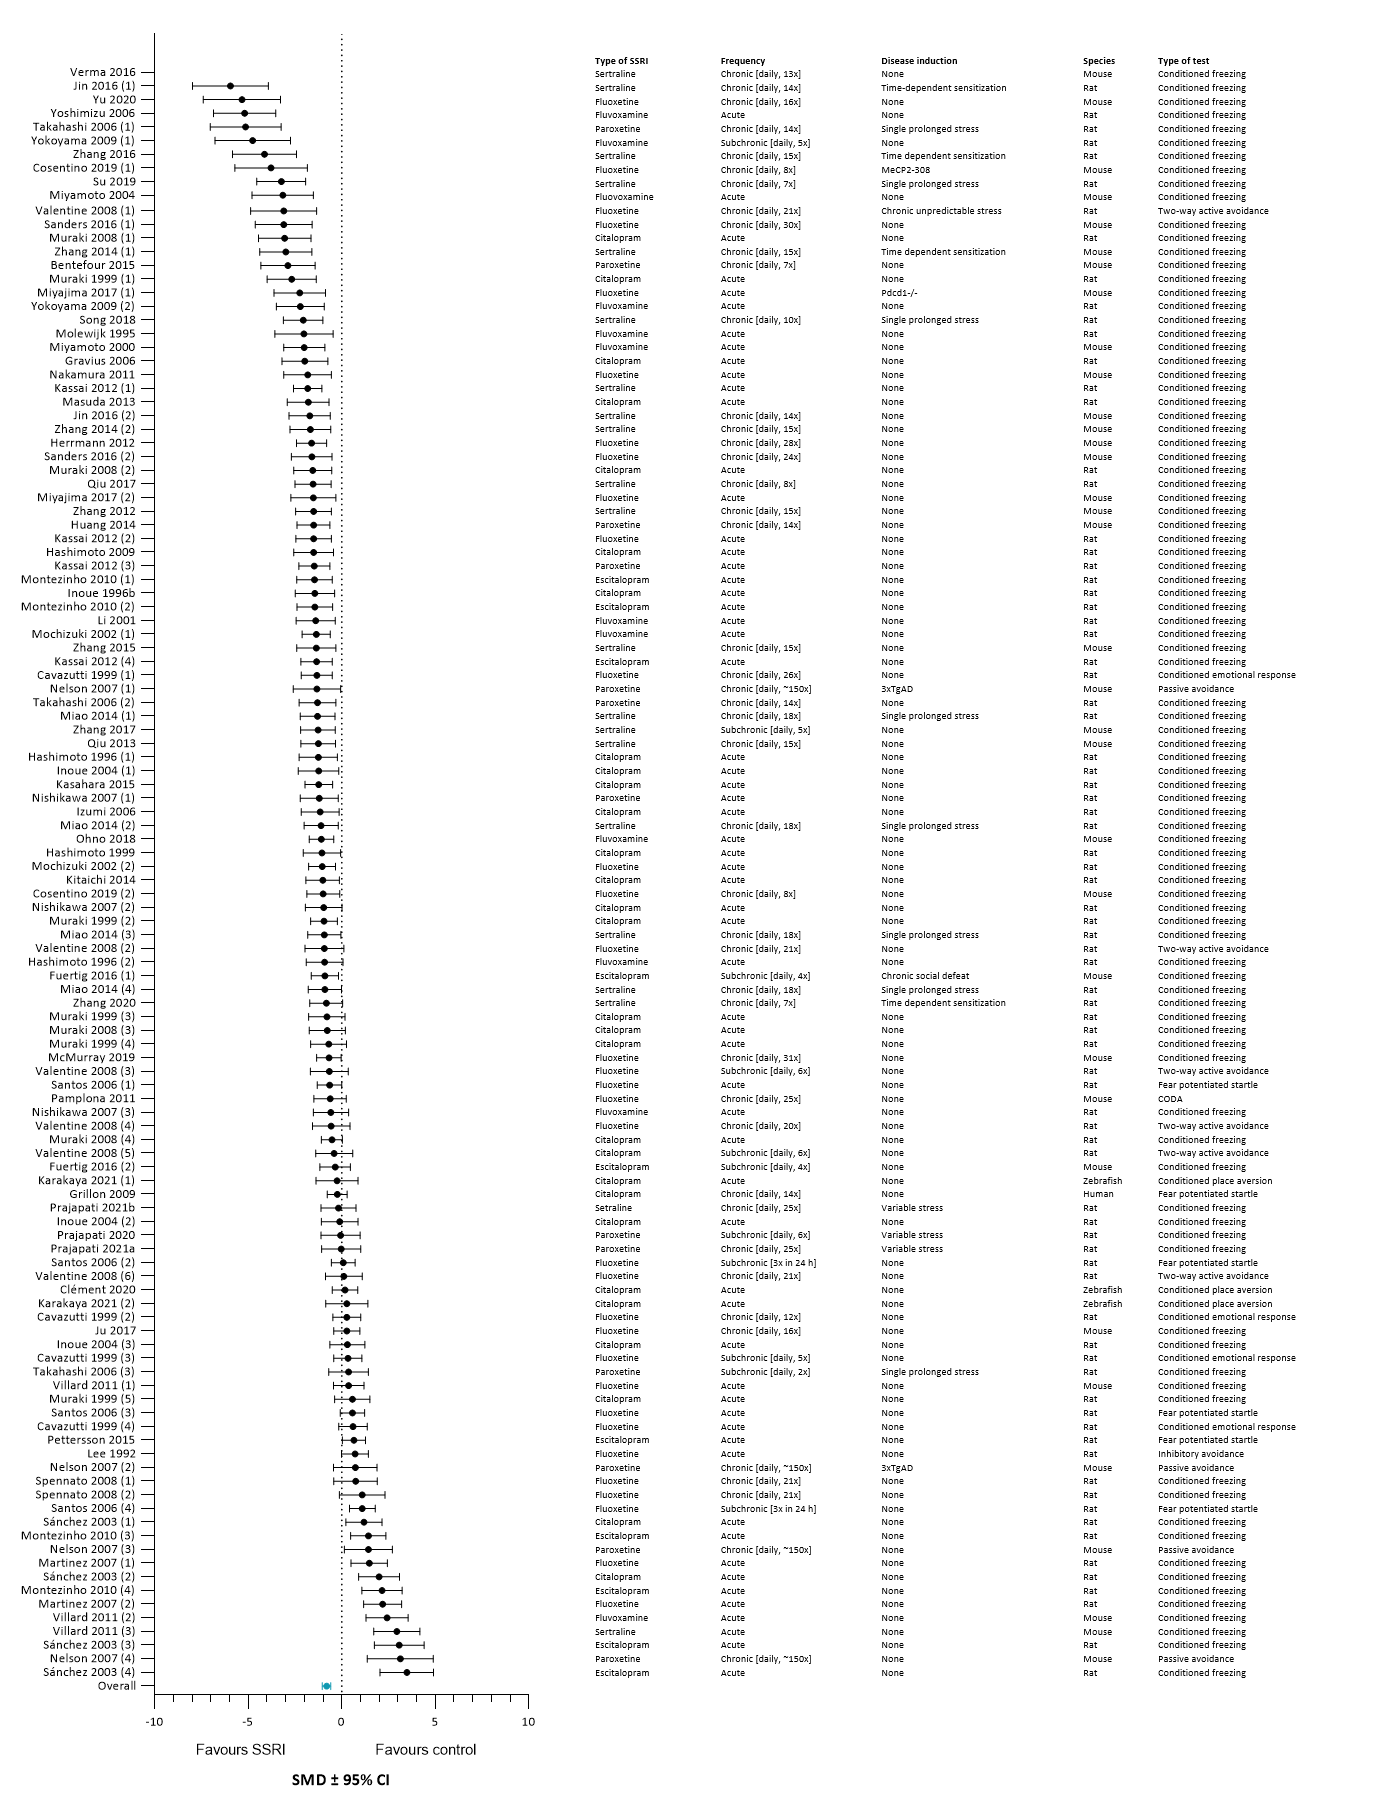 Type of SSRI Frequency Disease induction Species Type of test
Verma 2016 Sertraline Chronic [daily, 13x] None Mouse Conditioned freezing
Jin 2016 (1) Sertraline Chronic [daily, 14x] Time-dependent sensitization Rat Conditioned freezing
Yu 2020 Fluoxetine Chronic [daily, 16x] None Mouse Conditioned freezing
Yoshimizu 2006 Fluvoxamine Acute None Rat Conditioned freezing
Takahashi 2006 (1) Paroxetine Chronic [daily, 14x] Single prolonged stress Rat Conditioned freezing
Yokoyama 2009 (1) Fluvoxamine Subchronic [daily, 5x] None Rat Conditioned freezing
Zhang 2016 Sertraline Chronic [daily, 15x] Time dependent sensitization Rat Conditioned freezing
Cosentino 2019 (1) Fluoxetine Chronic [daily, 8x] MeCP2-308 Mouse Conditioned freezing
Su 2019 Sertraline Chronic [daily, 7x] Single prolonged stress Rat Conditioned freezing
Miyamoto 2004 Fluovoxamine Acute None Mouse Conditioned freezing
Valentine 2008 (1) Fluoxetine Chronic [daily, 21x] Chronic unpredictable stress Rat Two-way active avoidance
Sanders 2016 (1) Fluoxetine Chronic [daily, 30x] None Mouse Conditioned freezing
Muraki 2008 (1) Citalopram Acute None Rat Conditioned freezing
Zhang 2014 (1) Sertraline Chronic [daily, 15x] Time dependent sensitization Mouse Conditioned freezing
Bentefour 2015 Paroxetine Chronic [daily, 7x] None Mouse Conditioned freezing
Muraki 1999 (1) Citalopram Acute None Rat Conditioned freezing
Miyajima 2017 (1) Fluoxetine Acute Pdcd1-/- Mouse Conditioned freezing
Yokoyama 2009 (2) Fluvoxamine Acute None Rat Conditioned freezing
Song 2018 Sertraline Chronic [daily, 10x] Single prolonged stress Rat Conditioned freezing
Molewijk 1995 Fluvoxamine Acute None Rat Conditioned freezing
Miyamoto 2000 Fluvoxamine Acute None Mouse Conditioned freezing
Gravius 2006 Citalopram Acute None Rat Conditioned freezing
Nakamura 2011 Fluoxetine Acute None Mouse Conditioned freezing
Kassai 2012 (1) Sertraline Acute None Rat Conditioned freezing
Masuda 2013 Citalopram Acute None Rat Conditioned freezing
Jin 2016 (2) Sertraline Chronic [daily, 14x] None Mouse Conditioned freezing
Zhang 2014 (2) Sertraline Chronic [daily, 15x] None Mouse Conditioned freezing
Herrmann 2012 Fluoxetine Chronic [daily, 28x] None Mouse Conditioned freezing
Sanders 2016 (2) Fluoxetine Chronic [daily, 24x] None Mouse Conditioned freezing
Muraki 2008 (2) Citalopram Acute None Rat Conditioned freezing
Qiu 2017 Sertraline Chronic [daily, 8x] None Rat Conditioned freezing
Miyajima 2017 (2) Fluoxetine Acute None Mouse Conditioned freezing
Zhang 2012 Sertraline Chronic [daily, 15x] None Mouse Conditioned freezing
Huang 2014 Paroxetine Chronic [daily, 14x] None Mouse Conditioned freezing
Kassai 2012 (2) Fluoxetine Acute None Rat Conditioned freezing
Hashimoto 2009 Citalopram Acute None Rat Conditioned freezing
Kassai 2012 (3) Paroxetine Acute None Rat Conditioned freezing
Montezinho 2010 (1) Escitalopram Acute None Rat Conditioned freezing
Inoue 1996b Citalopram Acute None Rat Conditioned freezing
Montezinho 2010 (2) Escitalopram Acute None Rat Conditioned freezing
Li 2001 Fluvoxamine Acute None Rat Conditioned freezing
Mochizuki 2002 (1) Fluvoxamine Acute None Rat Conditioned freezing
Zhang 2015 Sertraline Chronic [daily, 15x] None Mouse Conditioned freezing
Kassai 2012 (4) Escitalopram Acute None Rat Conditioned freezing
Cavazutti 1999 (1) Fluoxetine Chronic [daily, 26x] None Rat Conditioned emotional response
Nelson 2007 (1) Paroxetine Chronic [daily, ~150x] 3xTgAD Mouse Passive avoidance
Takahashi 2006 (2) Paroxetine Chronic [daily, 14x] None Rat Conditioned freezing
Miao 2014 (1) Sertraline Chronic [daily, 18x] Single prolonged stress Rat Conditioned freezing
Zhang 2017 Sertraline Subchronic [daily, 5x] None Mouse Conditioned freezing
Qiu 2013 Sertraline Chronic [daily, 15x] None Mouse Conditioned freezing
Hashimoto 1996 (1) Citalopram Acute None Rat Conditioned freezing
Inoue 2004 (1) Citalopram Acute None Rat Conditioned freezing
Kasahara 2015 Citalopram Acute None Rat Conditioned freezing
Nishikawa 2007 (1) Paroxetine Acute None Rat Conditioned freezing
Izumi 2006 Citalopram Acute None Rat Conditioned freezing
Miao 2014 (2) Sertraline Chronic [daily, 18x] Single prolonged stress Rat Conditioned freezing
Ohno 2018 Fluvoxamine Acute None Mouse Conditioned freezing
Hashimoto 1999 Citalopram Acute None Rat Conditioned freezing
Mochizuki 2002 (2) Fluoxetine Acute None Rat Conditioned freezing
Kitaichi 2014 Citalopram Acute None Rat Conditioned freezing
Cosentino 2019 (2) Fluoxetine Chronic [daily, 8x] None Mouse Conditioned freezing
Nishikawa 2007 (2) Citalopram Acute None Rat Conditioned freezing
Muraki 1999 (2) Citalopram Acute None Rat Conditioned freezing
Miao 2014 (3) Sertraline Chronic [daily, 18x] Single prolonged stress Rat Conditioned freezing
Valentine 2008 (2) Fluoxetine Chronic [daily, 21x] None Rat Two-way active avoidance
Hashimoto 1996 (2) Fluvoxamine Acute None Rat Conditioned freezing
Fuertig 2016 (1) Escitalopram Subchronic [daily, 4x] Chronic social defeat Mouse Conditioned freezing
Miao 2014 (4) Sertraline Chronic [daily, 18x] Single prolonged stress Rat Conditioned freezing
Zhang 2020 Sertraline Chronic [daily, 7x] Time dependent sensitization Rat Conditioned freezing
Muraki 1999 (3) Citalopram Acute None Rat Conditioned freezing
Muraki 2008 (3) Citalopram Acute None Rat Conditioned freezing
Muraki 1999 (4) Citalopram Acute None Rat Conditioned freezing
McMurray 2019 Fluoxetine Chronic [daily, 31x] None Mouse Conditioned freezing
Valentine 2008 (3) Fluoxetine Subchronic [daily, 6x] None Rat Two-way active avoidance
Santos 2006 (1) Fluoxetine Acute None Rat Fear potentiated startle
Pamplona 2011 Fluoxetine Chronic [daily, 25x] None Mouse CODA
Nishikawa 2007 (3) Fluvoxamine Acute None Rat Conditioned freezing
Valentine 2008 (4) Fluoxetine Chronic [daily, 20x] None Rat Two-way active avoidance
Muraki 2008 (4) Citalopram Acute None Rat Conditioned freezing
Valentine 2008 (5) Citalopram Subchronic [daily, 6x] None Rat Two-way active avoidance
Fuertig 2016 (2) Escitalopram Subchronic [daily, 4x] None Mouse Conditioned freezing
Karakaya 2021 (1) Citalopram Acute None Zebrafish Conditioned place aversion
Grillon 2009 Citalopram Chronic [daily, 14x] None Human Fear potentiated startle
Prajapati 2021b Setraline Chronic [daily, 25x] Variable stress Rat Conditioned freezing
Inoue 2004 (2) Citalopram Acute None Rat Conditioned freezing
Prajapati 2020 Paroxetine Subchronic [daily, 6x] Variable stress Rat Conditioned freezing
Prajapati 2021a Paroxetine Chronic [daily, 25x] Variable stress Rat Conditioned freezing
Santos 2006 (2) Fluoxetine Subchronic [3x in 24 h] None Rat Fear potentiated startle
Valentine 2008 (6) Fluoxetine Chronic [daily, 21x] None Rat Two-way active avoidance
Clément 2020 Citalopram Acute None Zebrafish Conditioned place aversion
Karakaya 2021 (2) Citalopram Acute None Zebrafish Conditioned place aversion
Cavazutti 1999 (2) Fluoxetine Chronic [daily, 12x] None Rat Conditioned emotional response
Ju 2017 Fluoxetine Chronic [daily, 16x] None Mouse Conditioned freezing
Inoue 2004 (3) Citalopram Acute None Rat Conditioned freezing
Cavazutti 1999 (3) Fluoxetine Subchronic [daily, 5x] None Rat Conditioned emotional response
Takahashi 2006 (3) Paroxetine Subchronic [daily, 2x] Single prolonged stress Rat Conditioned freezing
Villard 2011 (1) Fluoxetine Acute None Mouse Conditioned freezing
Muraki 1999 (5) Citalopram Acute None Rat Conditioned freezing
Santos 2006 (3) Fluoxetine Acute None Rat Fear potentiated startle
Cavazutti 1999 (4) Fluoxetine Acute None Rat Conditioned emotional response
Pettersson 2015 Escitalopram Acute None Rat Fear potentiated startle
Lee 1992 Fluoxetine Acute None Rat Inhibitory avoidance
Nelson 2007 (2) Paroxetine Chronic [daily, ~150x] 3xTgAD Mouse Passive avoidance
Spennato 2008 (1) Fluoxetine Chronic [daily, 21x] None Rat Conditioned freezing
Spennato 2008 (2) Fluoxetine Chronic [daily, 21x] None Rat Conditioned freezing
Santos 2006 (4) Fluoxetine Subchronic [3x in 24 h] None Rat Fear potentiated startle
Sánchez 2003 (1) Citalopram Acute None Rat Conditioned freezing
Montezinho 2010 (3) Escitalopram Acute None Rat Conditioned freezing
Nelson 2007 (3) Paroxetine Chronic [daily, ~150x] None Mouse Passive avoidance
Martinez 2007 (1) Fluoxetine Acute None Rat Conditioned freezing
Sánchez 2003 (2) Citalopram Acute None Rat Conditioned freezing
Montezinho 2010 (4) Escitalopram Acute None Rat Conditioned freezing
Martinez 2007 (2) Fluoxetine Acute None Rat Conditioned freezing
Villard 2011 (2) Fluvoxamine Acute None Mouse Conditioned freezing
Villard 2011 (3) Sertraline Acute None Mouse Conditioned freezing
Sánchez 2003 (3) Escitalopram Acute None Rat Conditioned freezing
Nelson 2007 (4) Paroxetine Chronic [daily, ~150x] None Mouse Passive avoidance
Sánchez 2003 (4) Escitalopram Acute None Rat Conditioned freezing
Overall
-10 -5 0 5 10
Favours SSRI Favours control
SMD ± 95% CI